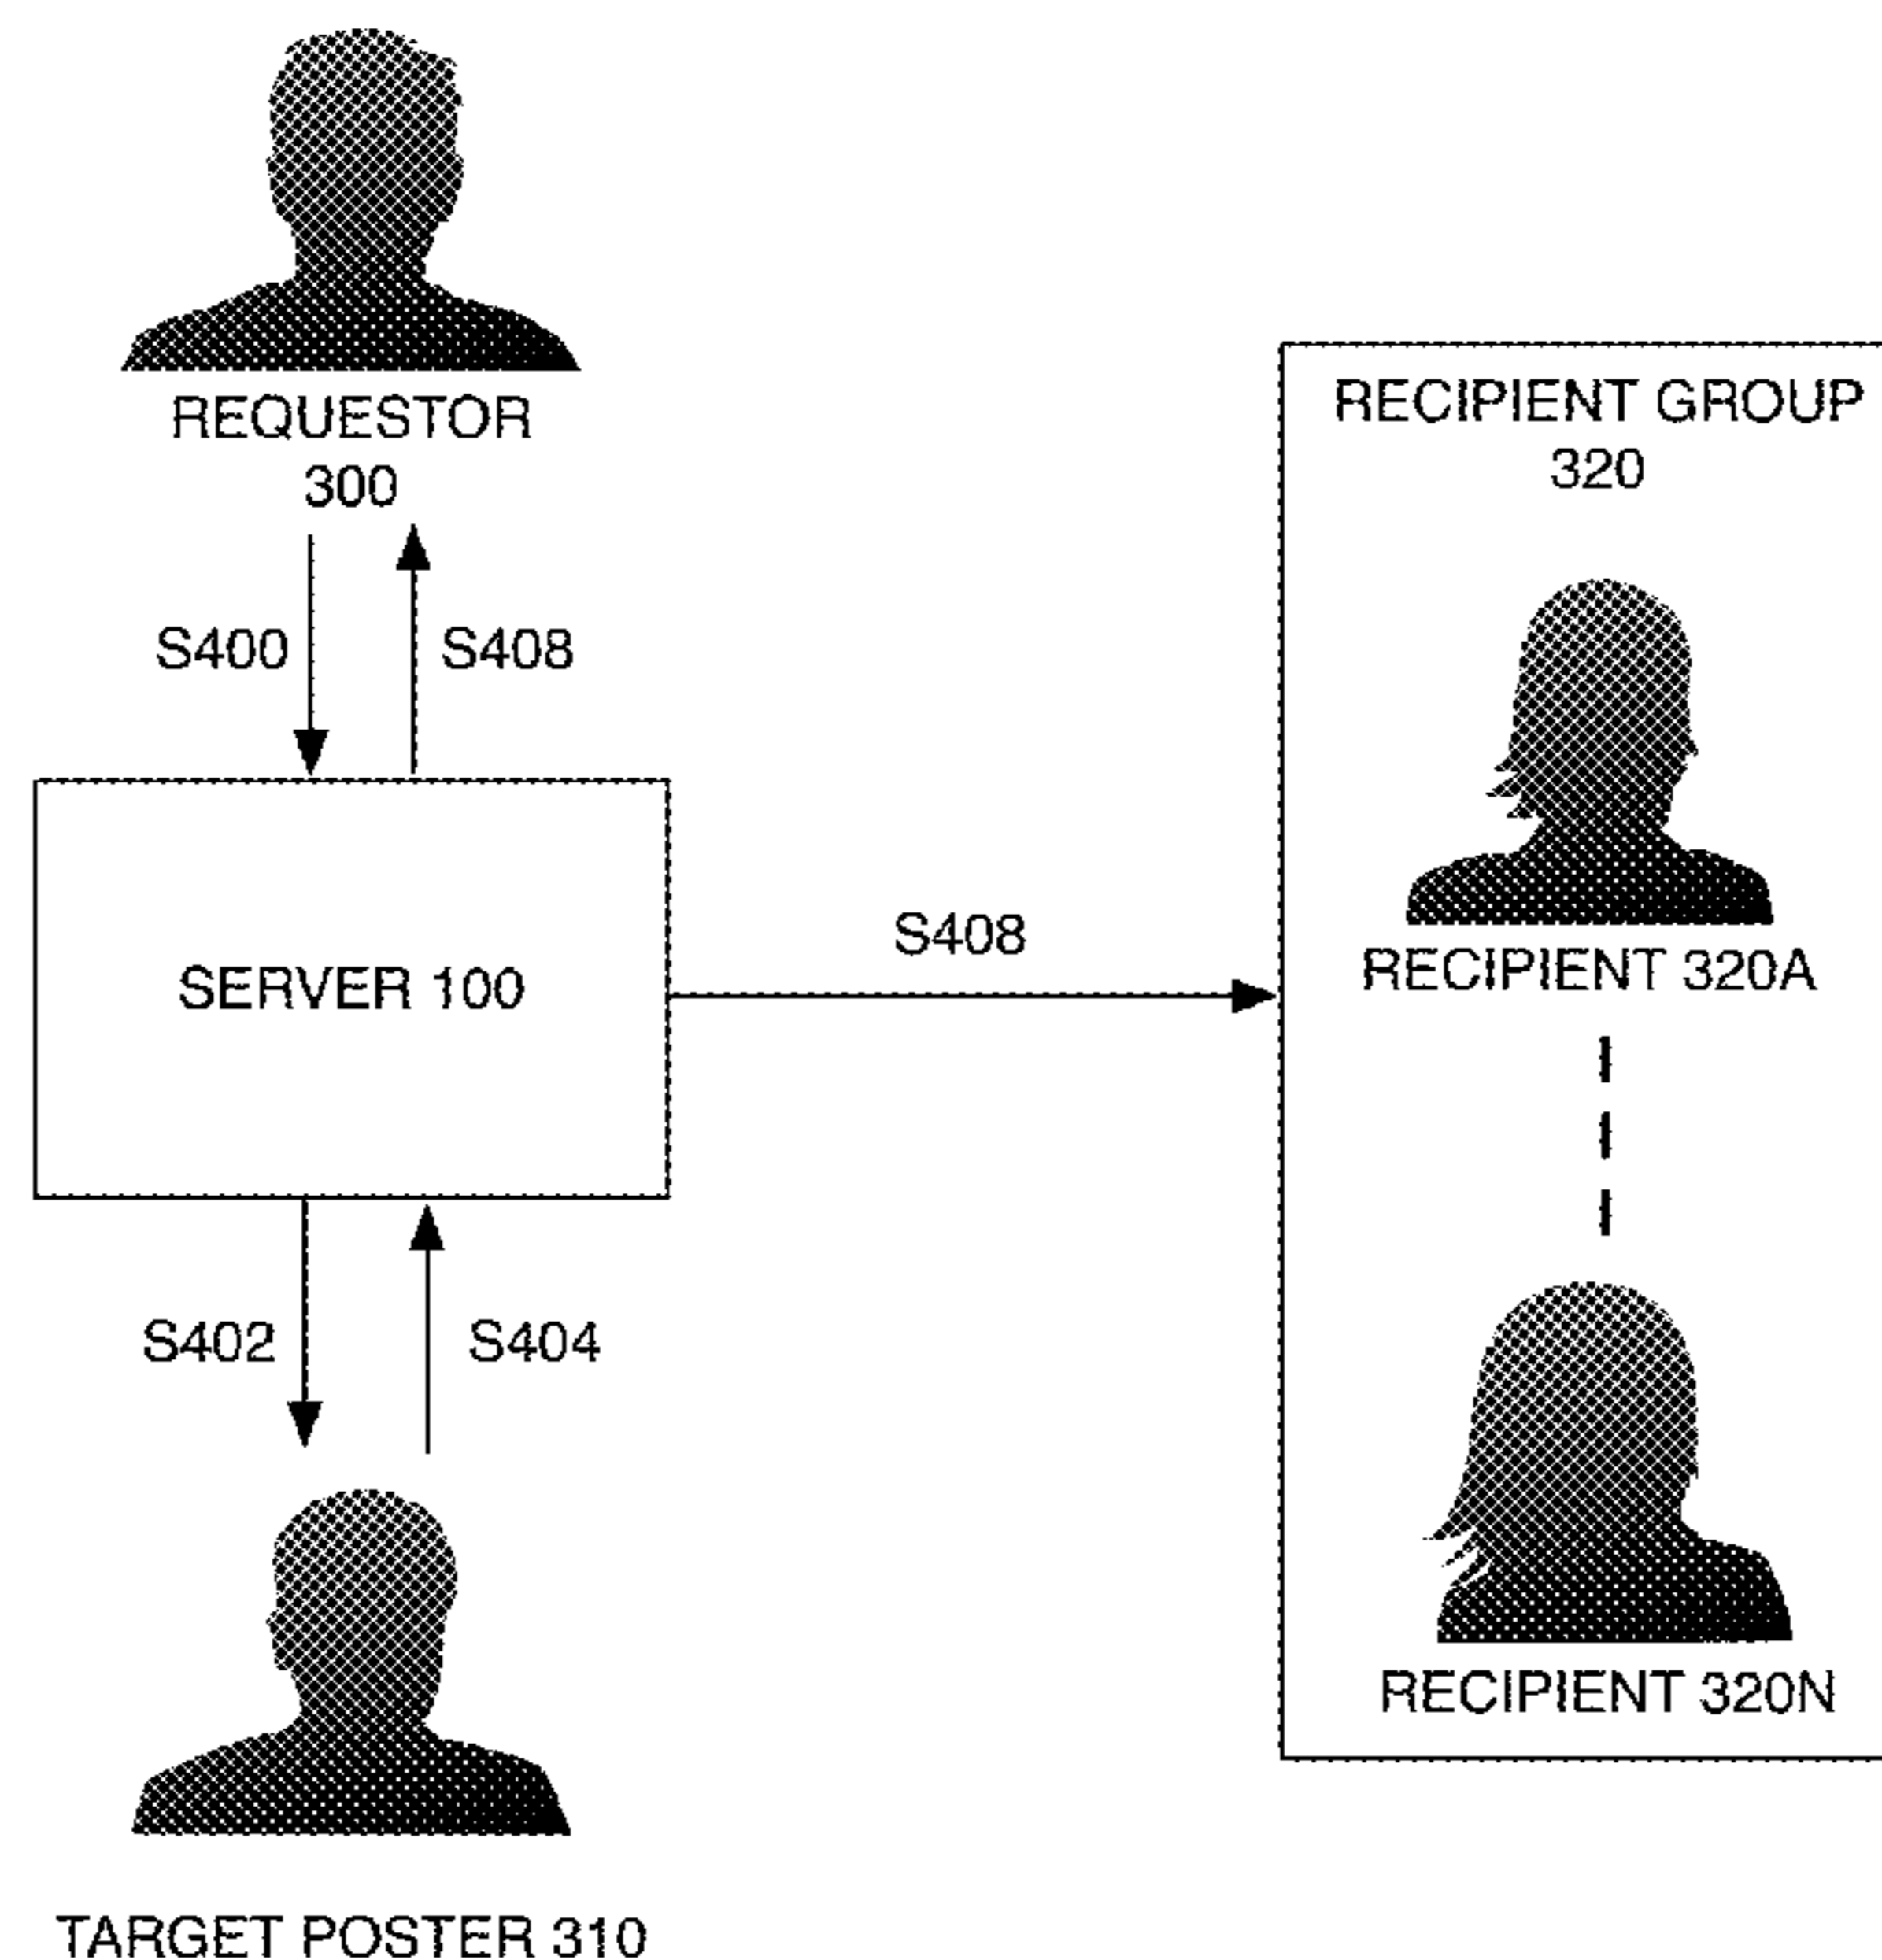 REQUESTOR
300
S400
S408
SERVER 100
S408
S402
S404
TARGET POSTER 310
RECIPIENT GROUP
320
RECIPIENT 320A
RECIPIENT 320N